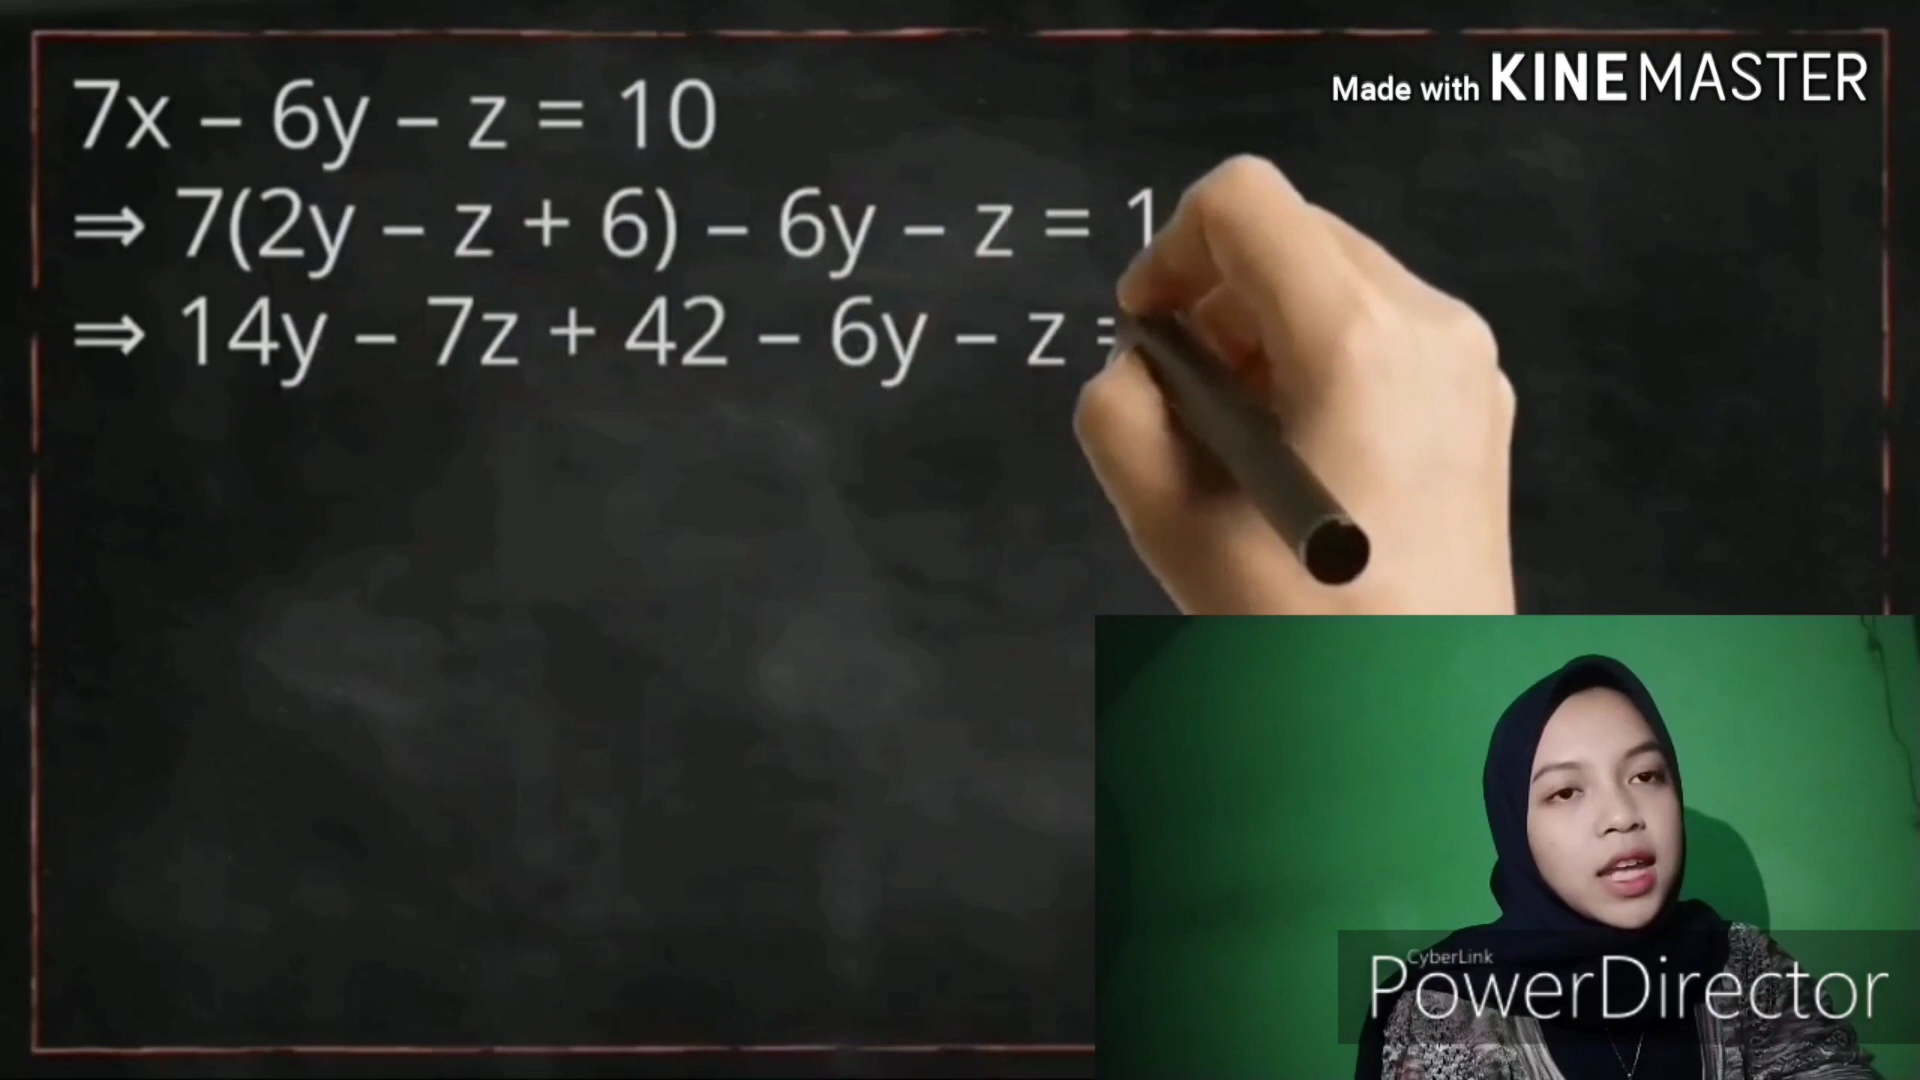 7x – 6y – z = 10
⇒ 7(2y – z + 6) – 6y – z = 1
⇒ 14y – 7z + 42 – 6y – z =
Made with KINEMASTER
CyberLink
PowerDirector